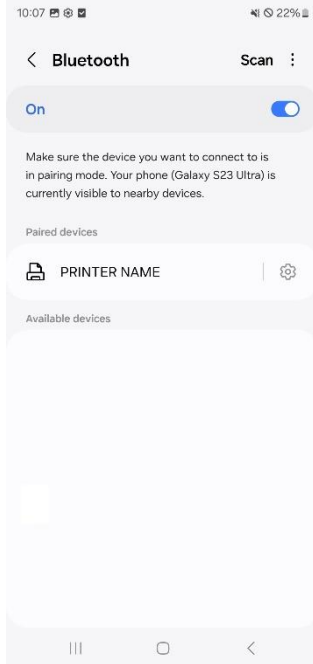 10:07 22%
Bluetooth Scan
On
Make sure the device you want to connect to is
in pairing mode. Your phone (Galaxy S23 Ultra) is
currently visible to nearby devices.
Paired devices
PRINTER NAME
Available devices